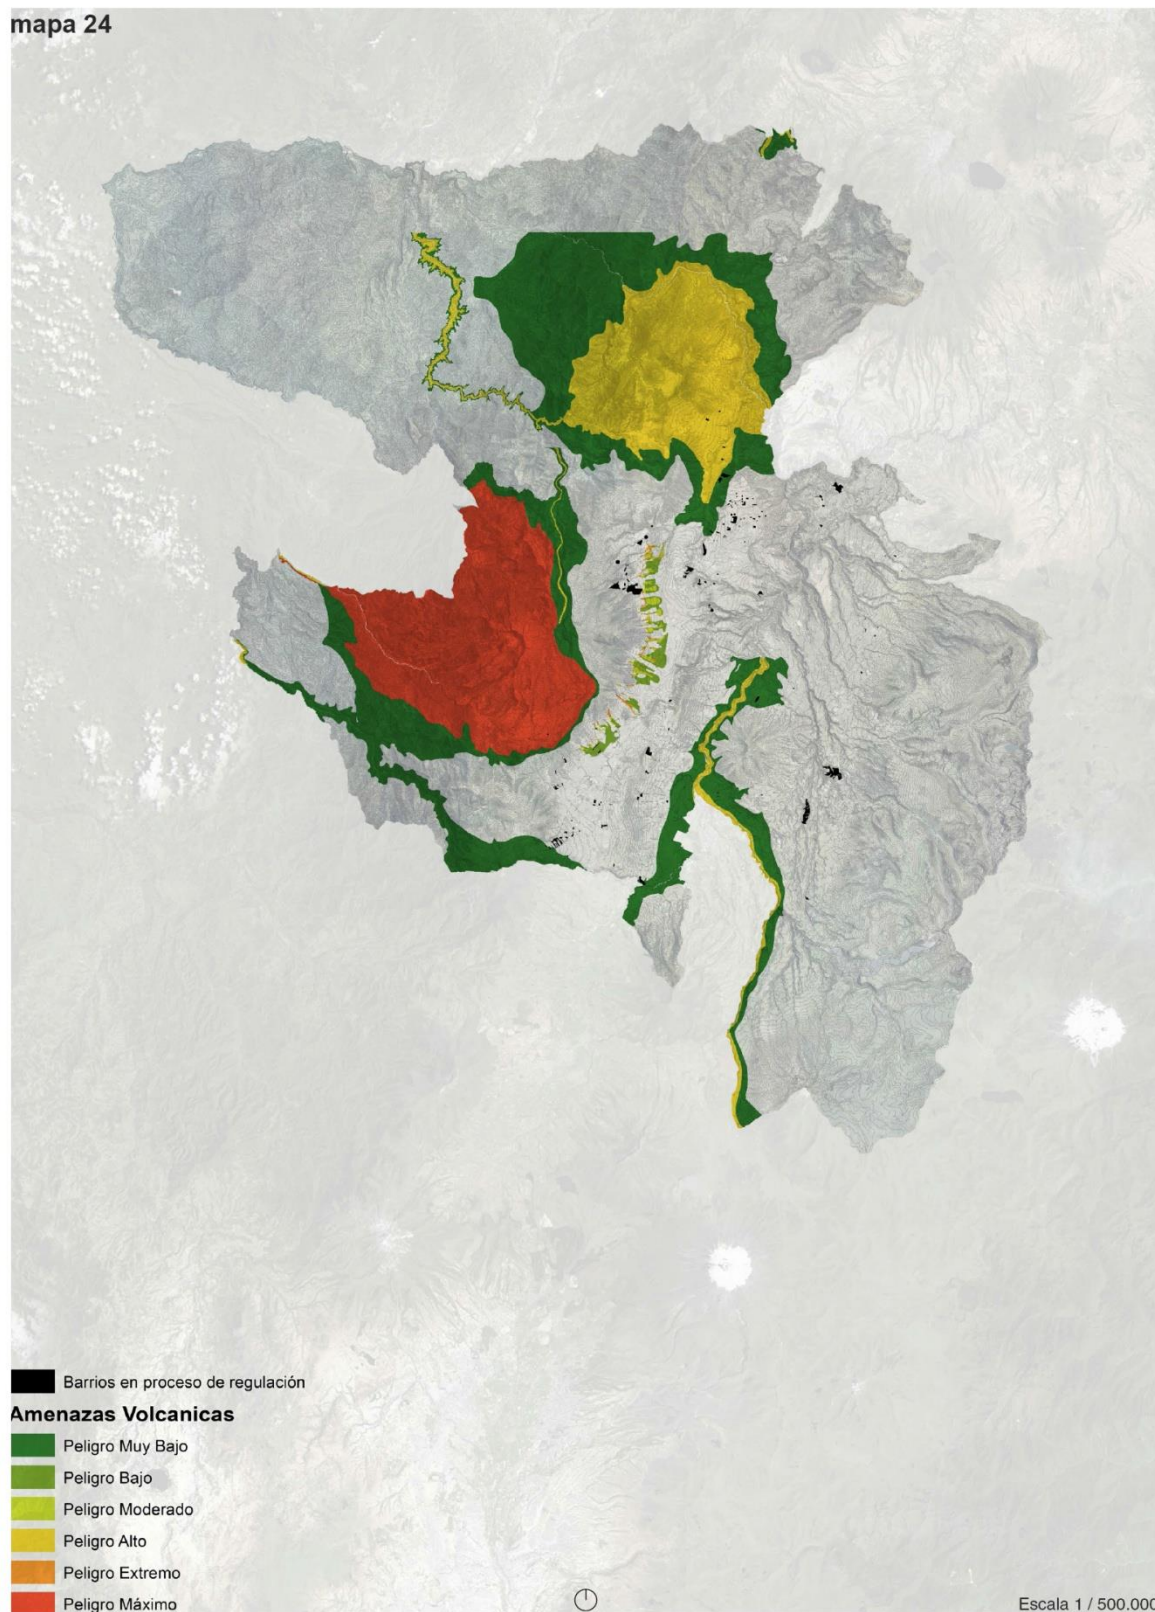 mapa 24
Barrios en proceso de regulación
Amenazas Volcanicas
Peligro Muy Bajo
Peligro Bajo
Peligro Moderado
Peligro Alto
Peligro Extremo
Peligro Máximo
Escala 1 / 500.000